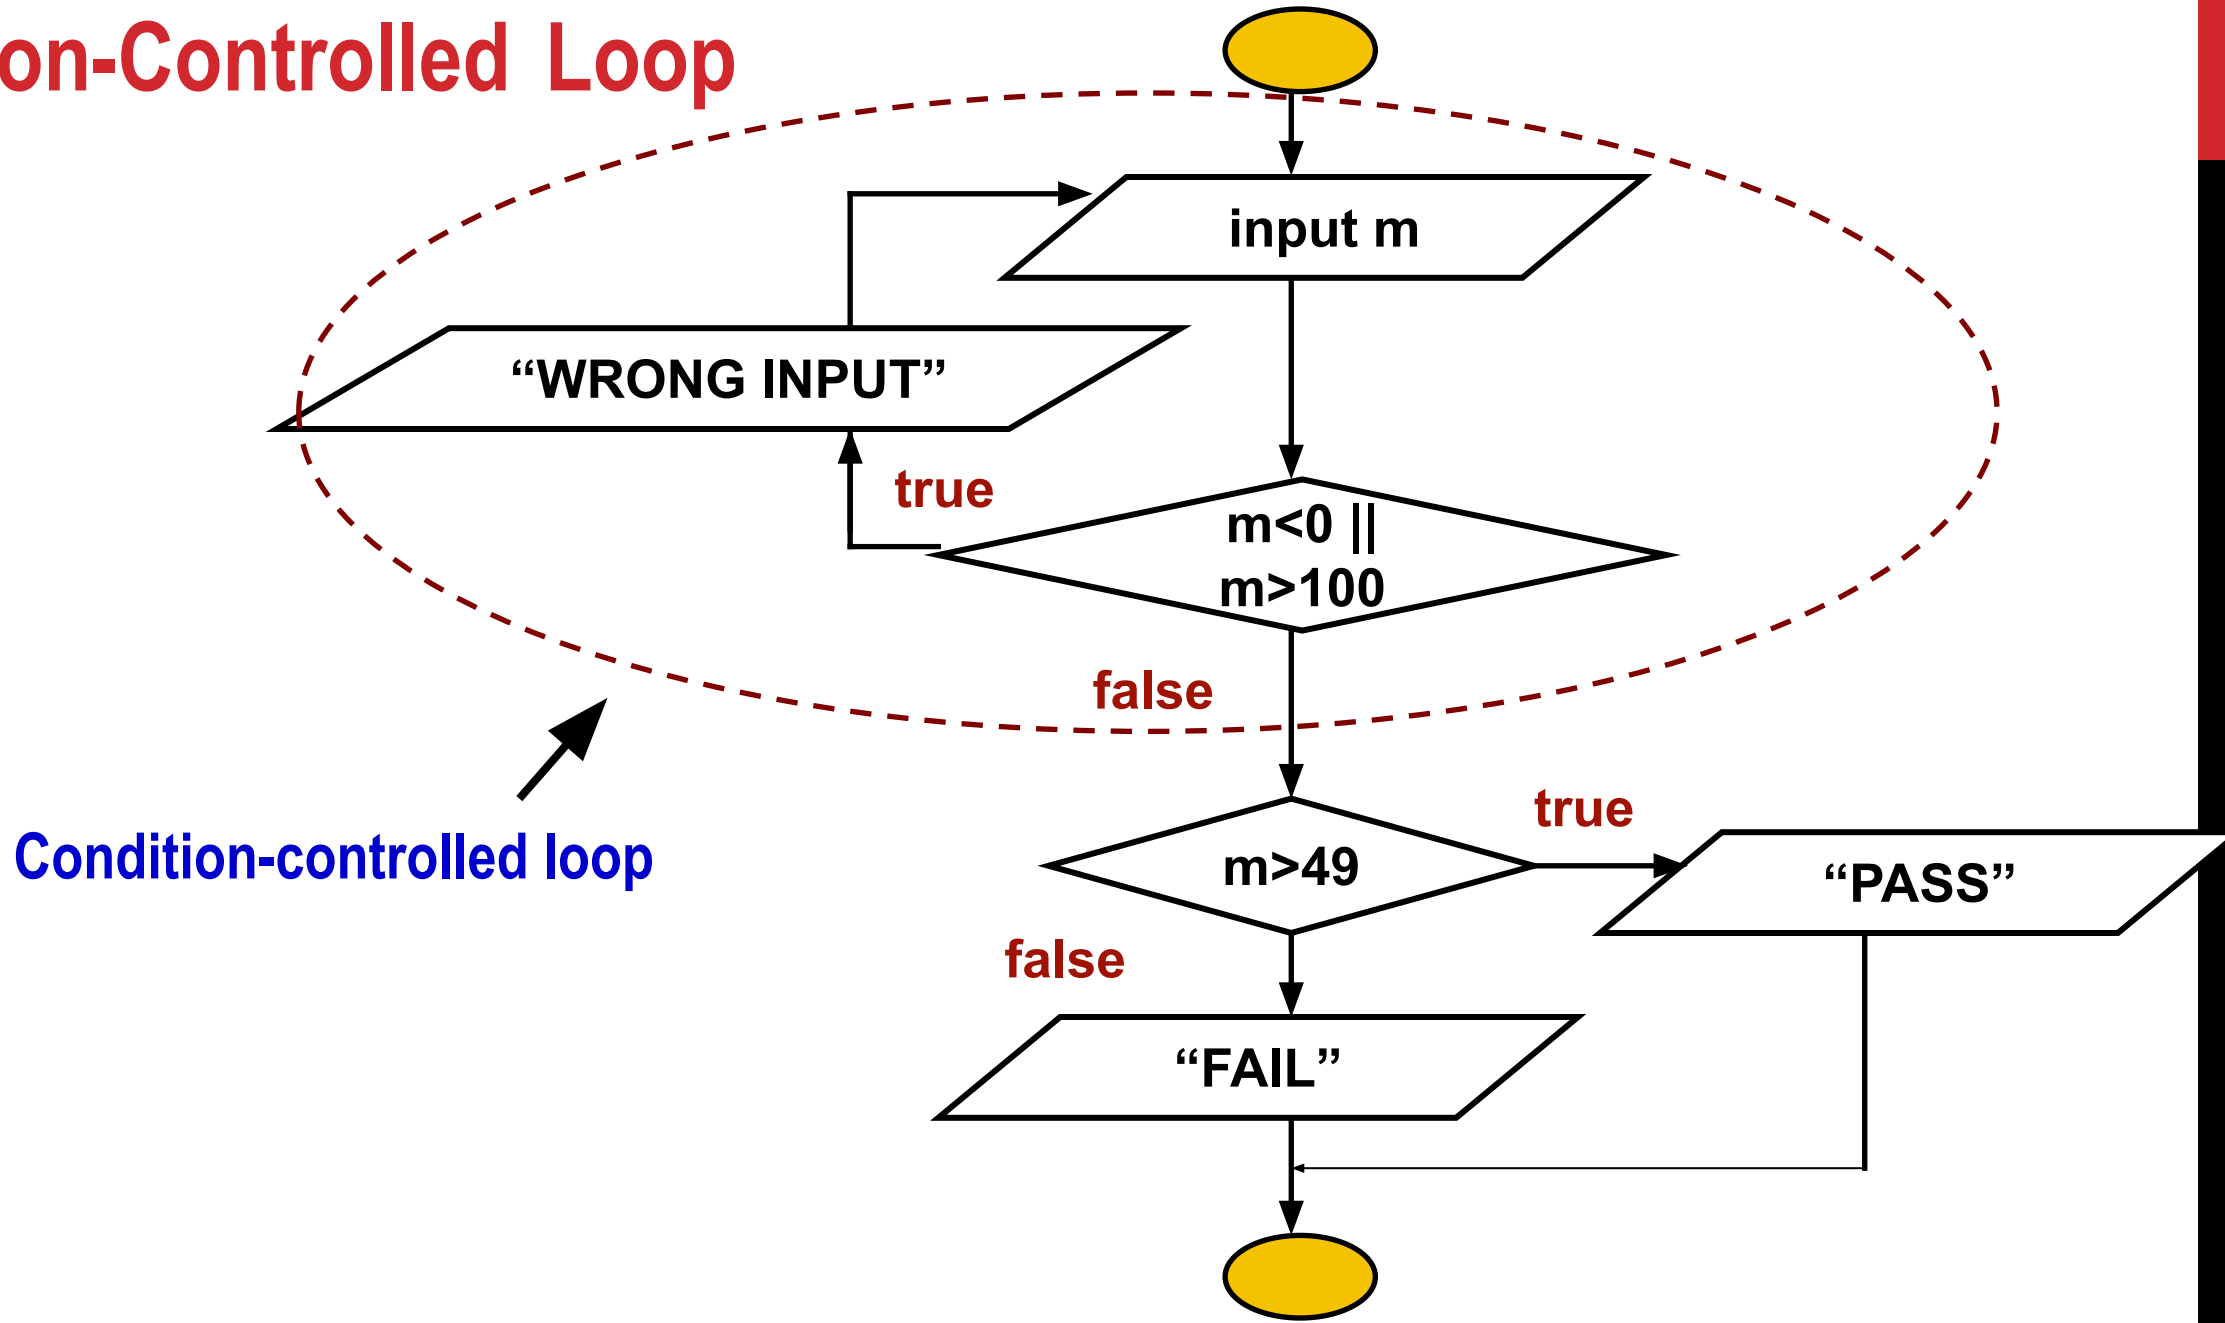 on-Controlled Loop
input m
“WRONG INPUT”
true
m<0 ||
m>100
false
Condition-controlled loop
true
m>49
“PASS”
false
“FAIL”